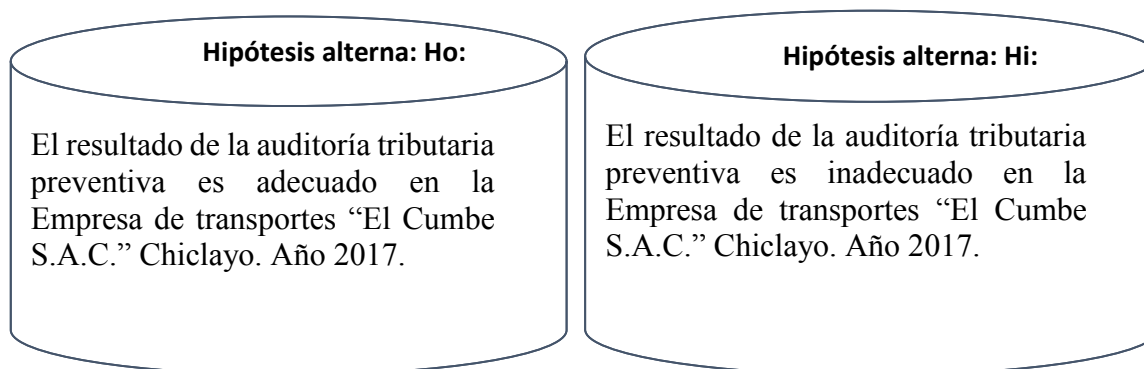 Hipótesis alterna: Ho:
El resultado de la auditoría tributaria
preventiva es adecuado en la
Empresa de transportes “El Cumbe
S.A.C.” Chiclayo. Año 2017.
Hipótesis alterna: Hi:
El resultado de la auditoría tributaria
preventiva es inadecuado en la
Empresa de transportes “El Cumbe
S.A.C.” Chiclayo. Año 2017.